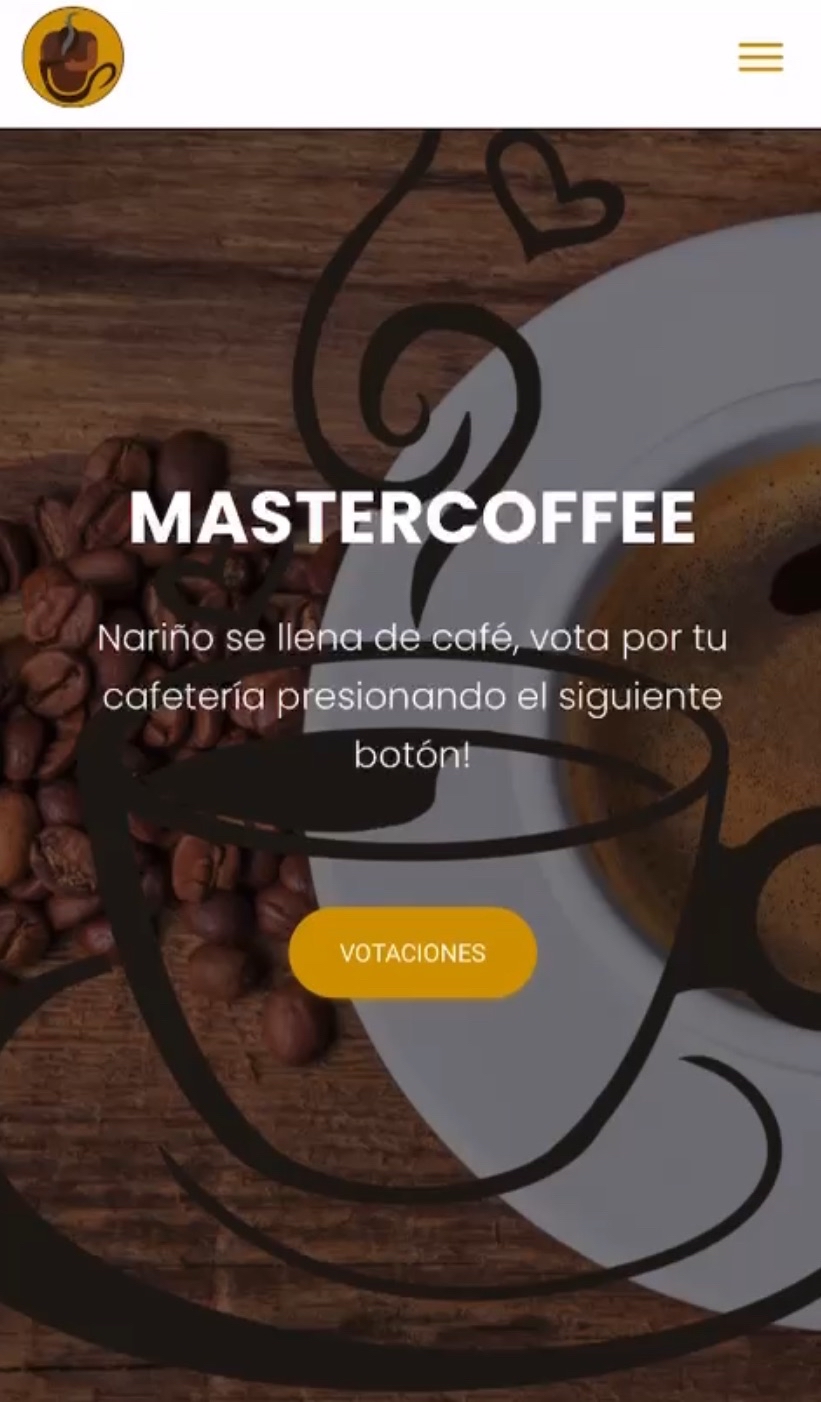 MASTERCOFFEE
Nariño se llena de café, vota por tu
cafetería presionando el siguiente
botón!
VOTACIONES